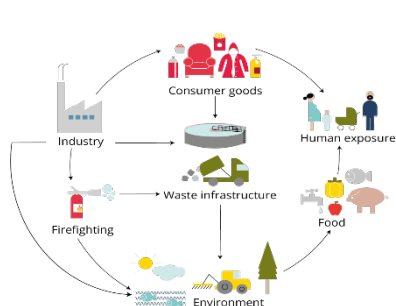 Consumer goods
Industry
Human exposure
Waste infrastructure
Firefighting
Food
Environment